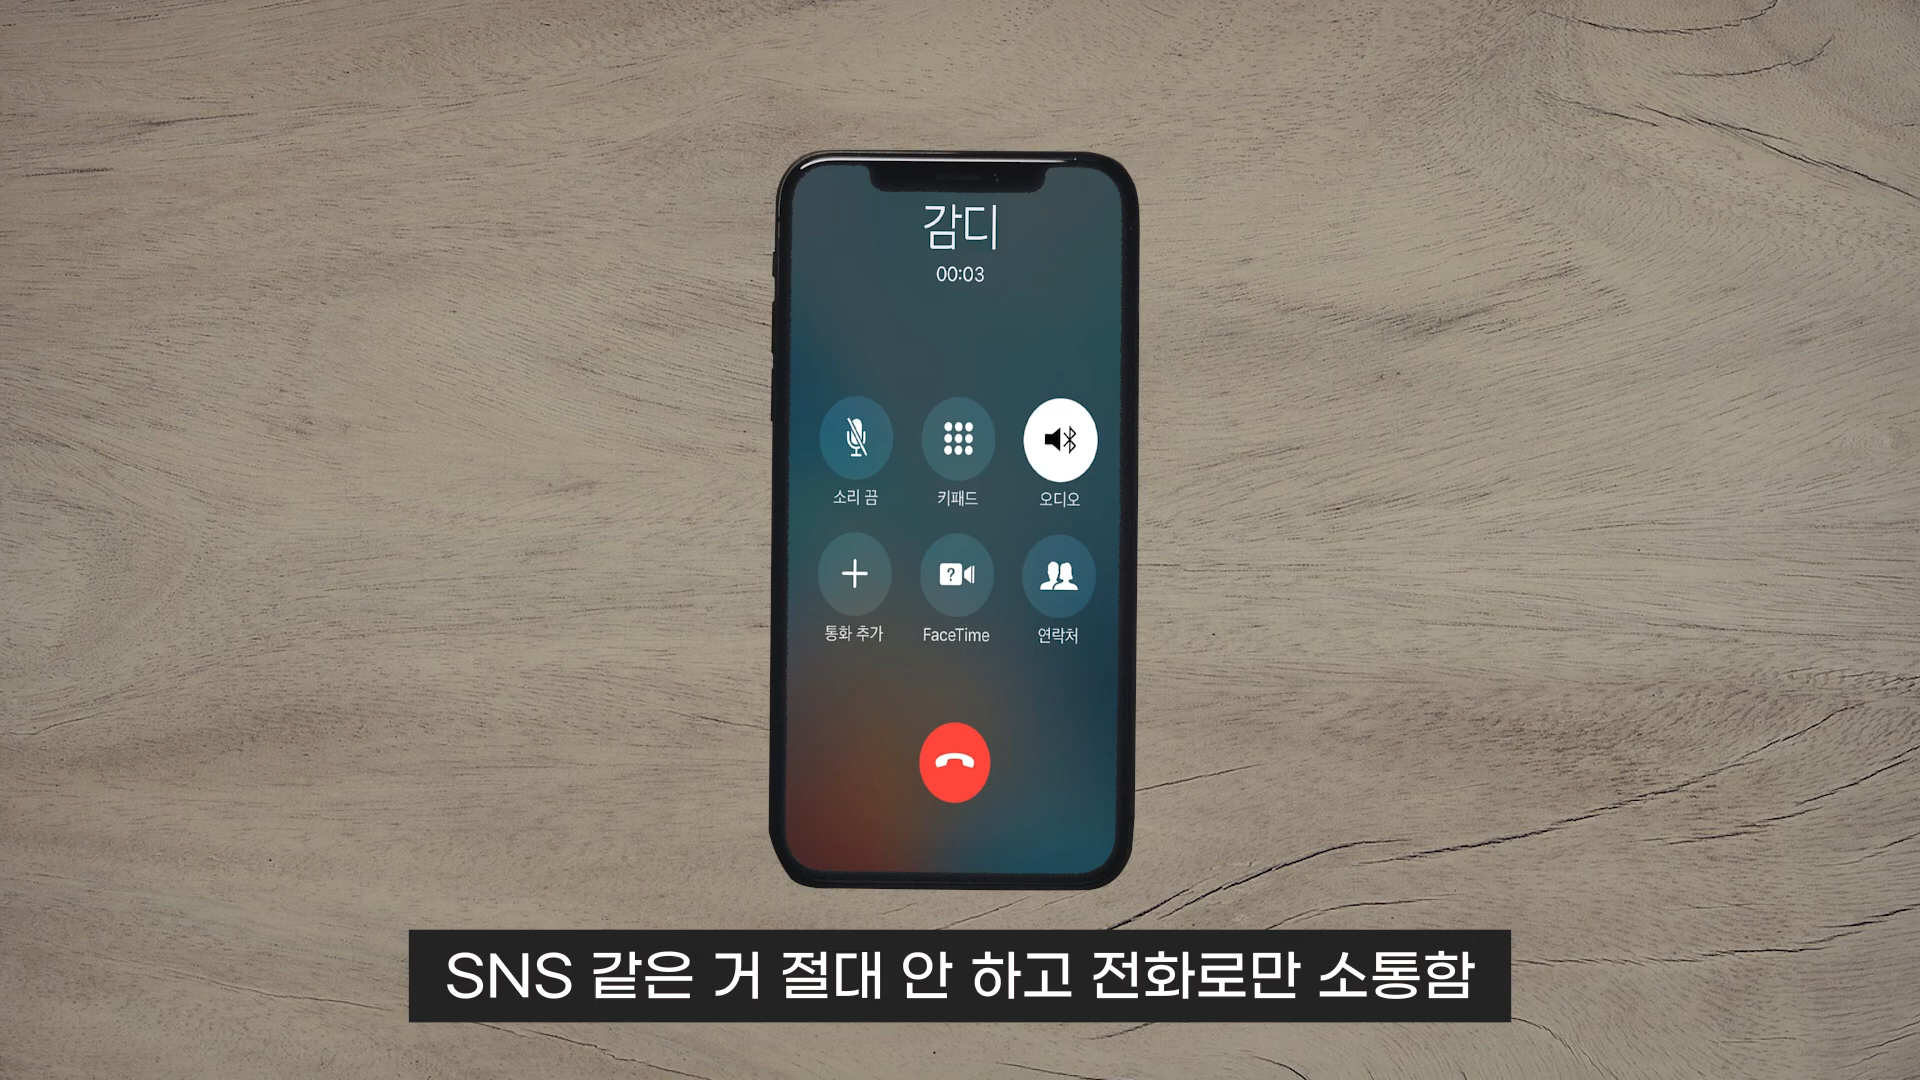 감디
00:03
소리 끔
키패드
오디오
통화 추가
FaceTime
연락처
SNS 같은 거 절대 안 하고 전화로만 소통함